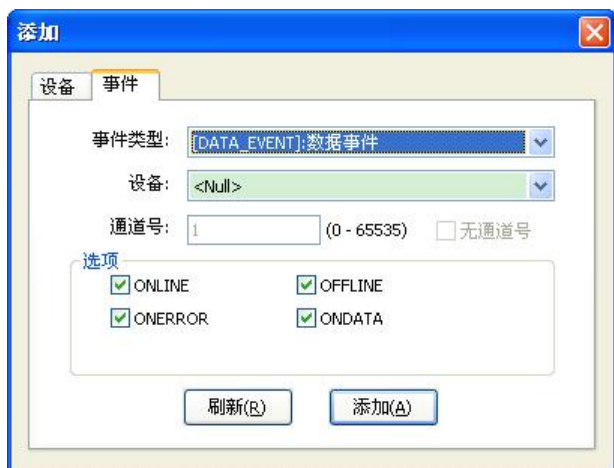 添加
设备 事件
事件类型: [DATA_EVENT]:数据事件
设备: <Null>
通道号: 1 (0 - 65535) 无通道号
选项
ONLINE OFFLINE
ONERROR ONDATA
刷新(R) 添加(A)